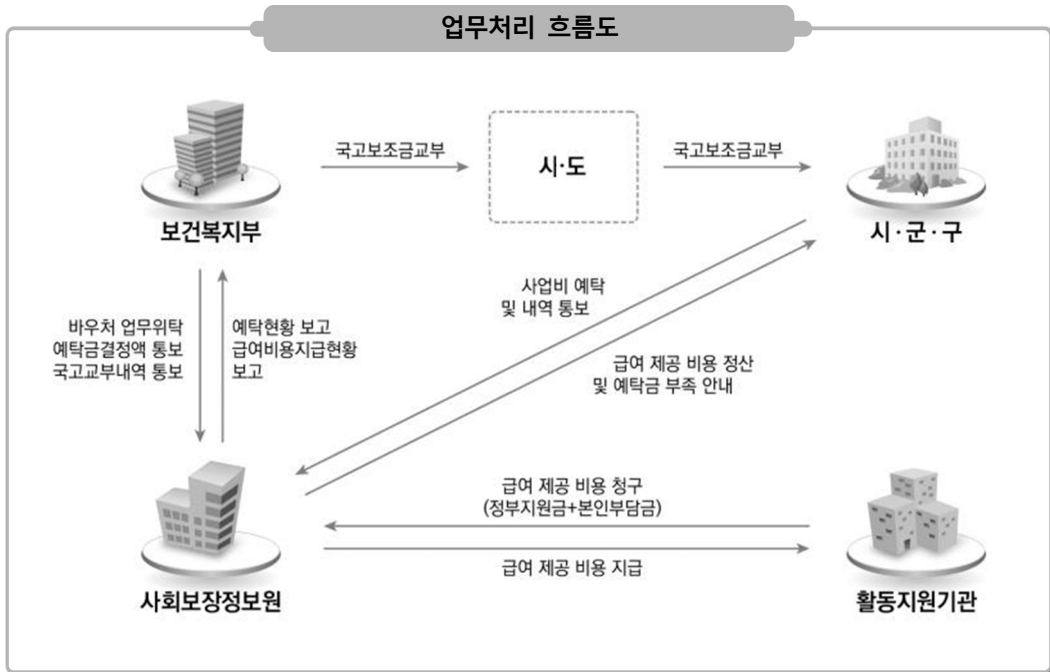 업무처리 흐름도
국고보조금교부
시·도
국고보조금교부
보건복지부
시·군·구
사업비 예탁
및 내역 통보
바우처 업무위탁
예탁금결정액 통보
국고교부내역 통보
예탁현황 보고
급여비용지급현황
보고
급여 제공 비용 정산
및 예탁금 부족 안내
급여 제공 비용 청구
(정부지원금+본인부담금)
급여 제공 비용 지급
사회보장정보원
활동지원기관